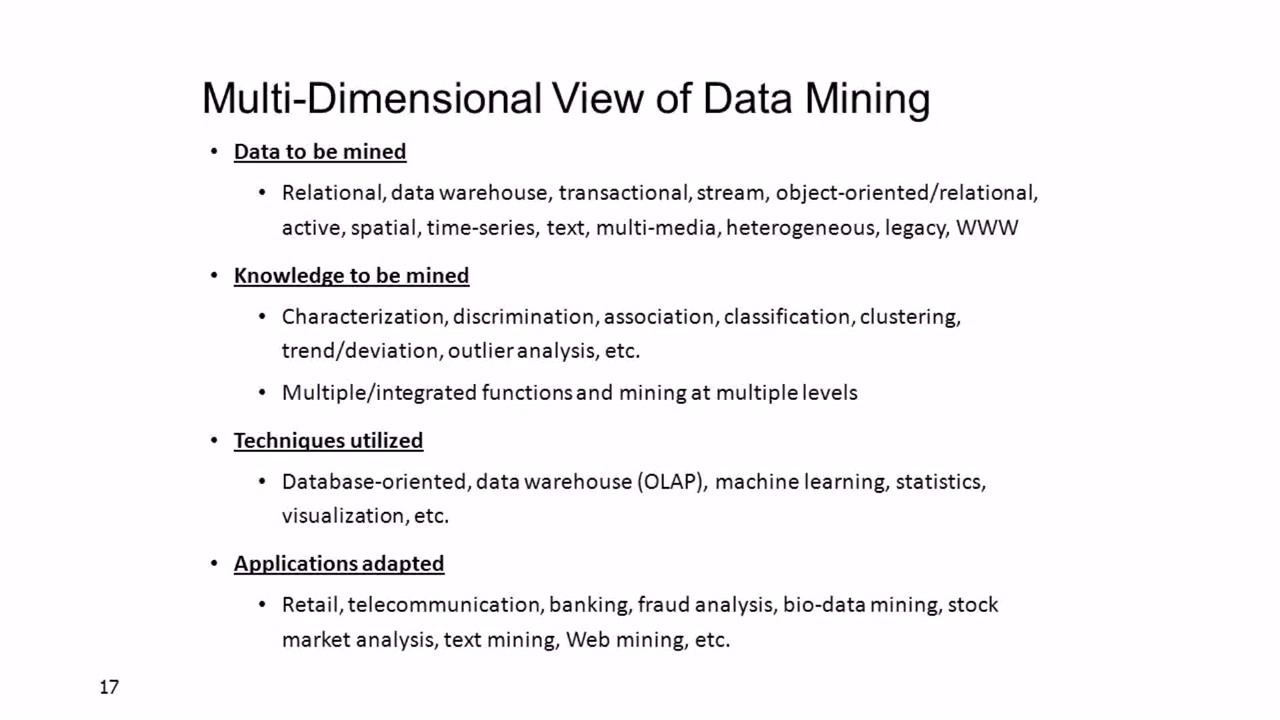 Multi-Dimensional View of Data Mining
• Data to be mined
• Relational, data warehouse, transactional, stream, object-oriented/relational,
active, spatial, time-series, text, multi-media, heterogeneous, legacy, WWW
• Knowledge to be mined
• Characterization, discrimination, association, classification, clustering,
trend/deviation, outlier analysis, etc.
• Multiple/integrated functions and mining at multiple levels
• Techniques utilized
• Database-oriented, data warehouse (OLAP), machine learning, statistics,
visualization, etc.
• Applications adapted
• Retail, telecommunication, banking, fraud analysis, bio-data mining, stock
market analysis, text mining, Web mining, etc.
17